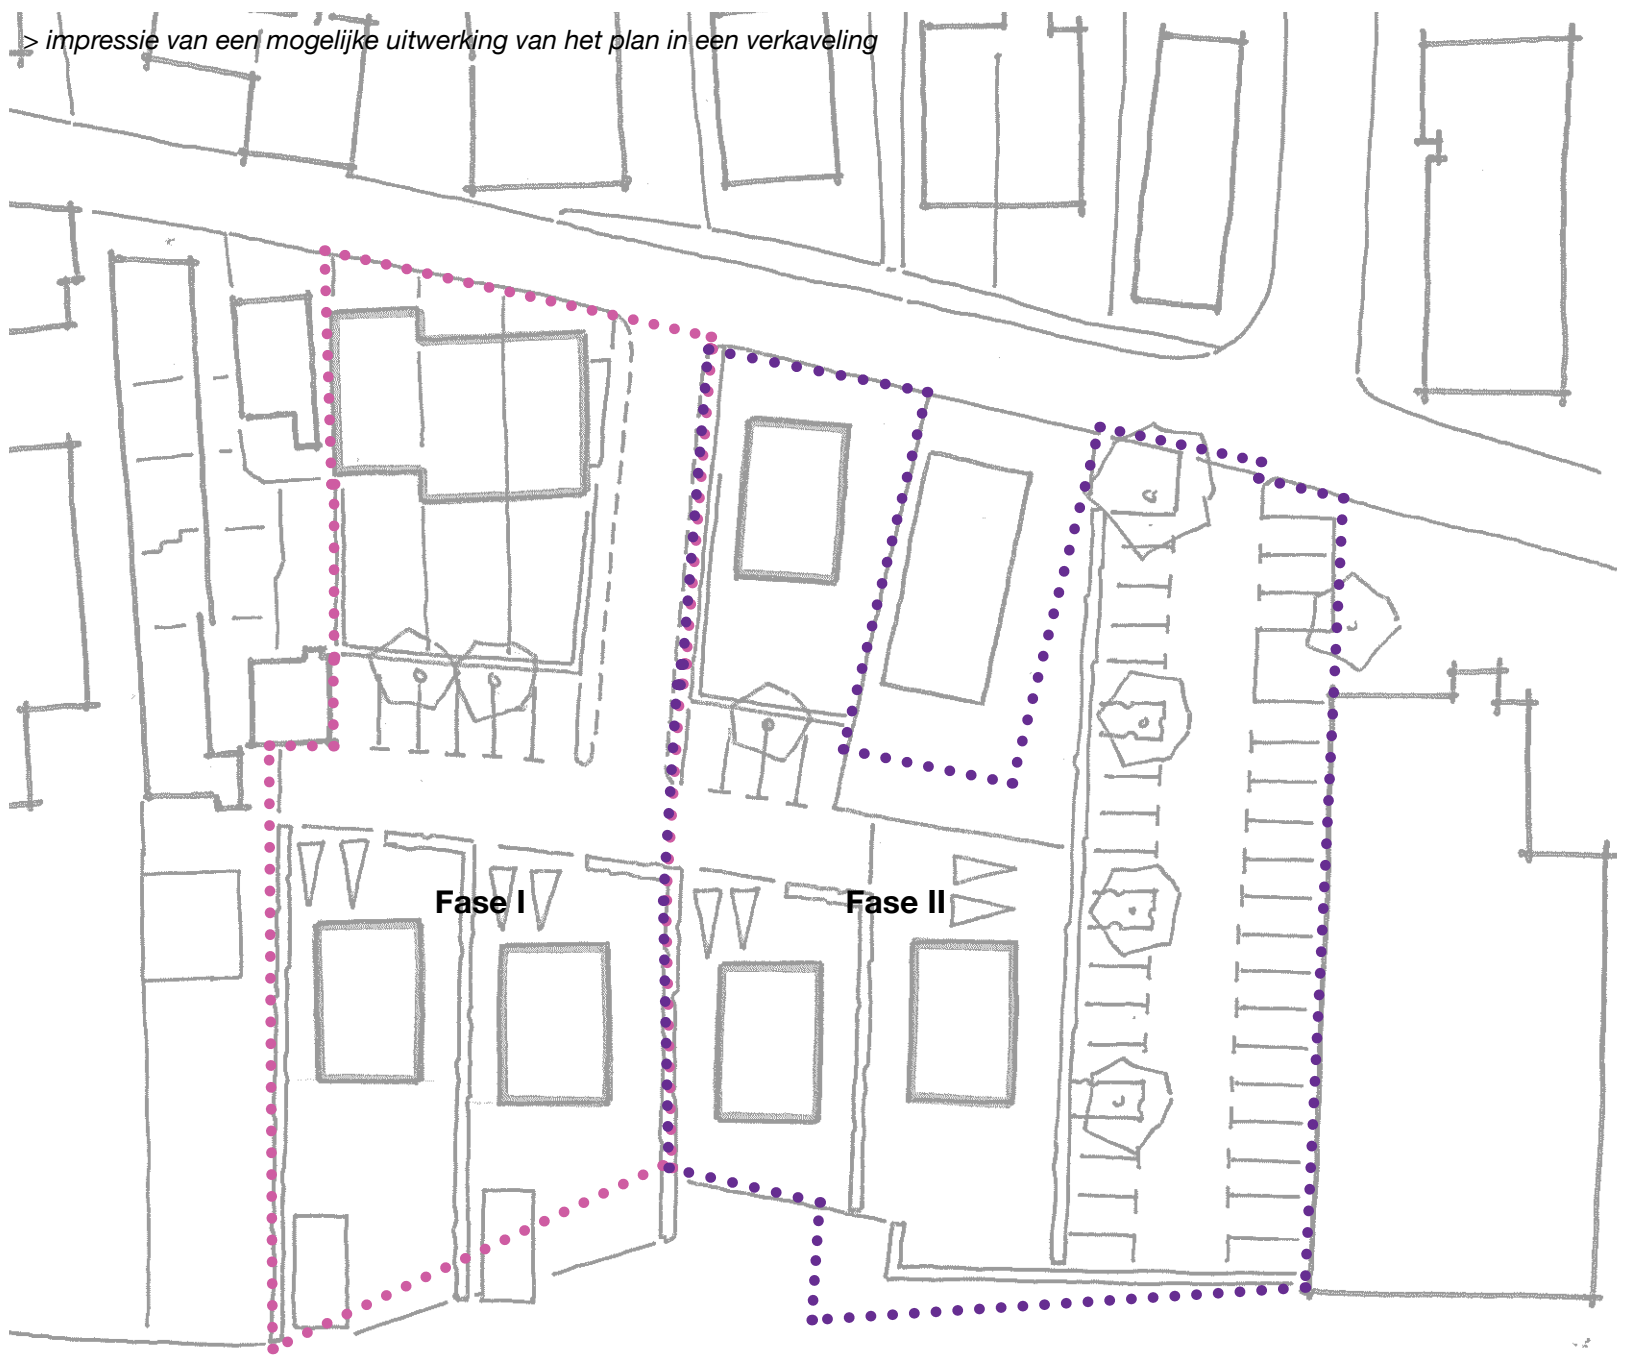 > impressie van een mogelijke uitwerking van het plan in een verkaveling
Fase I
Fase II